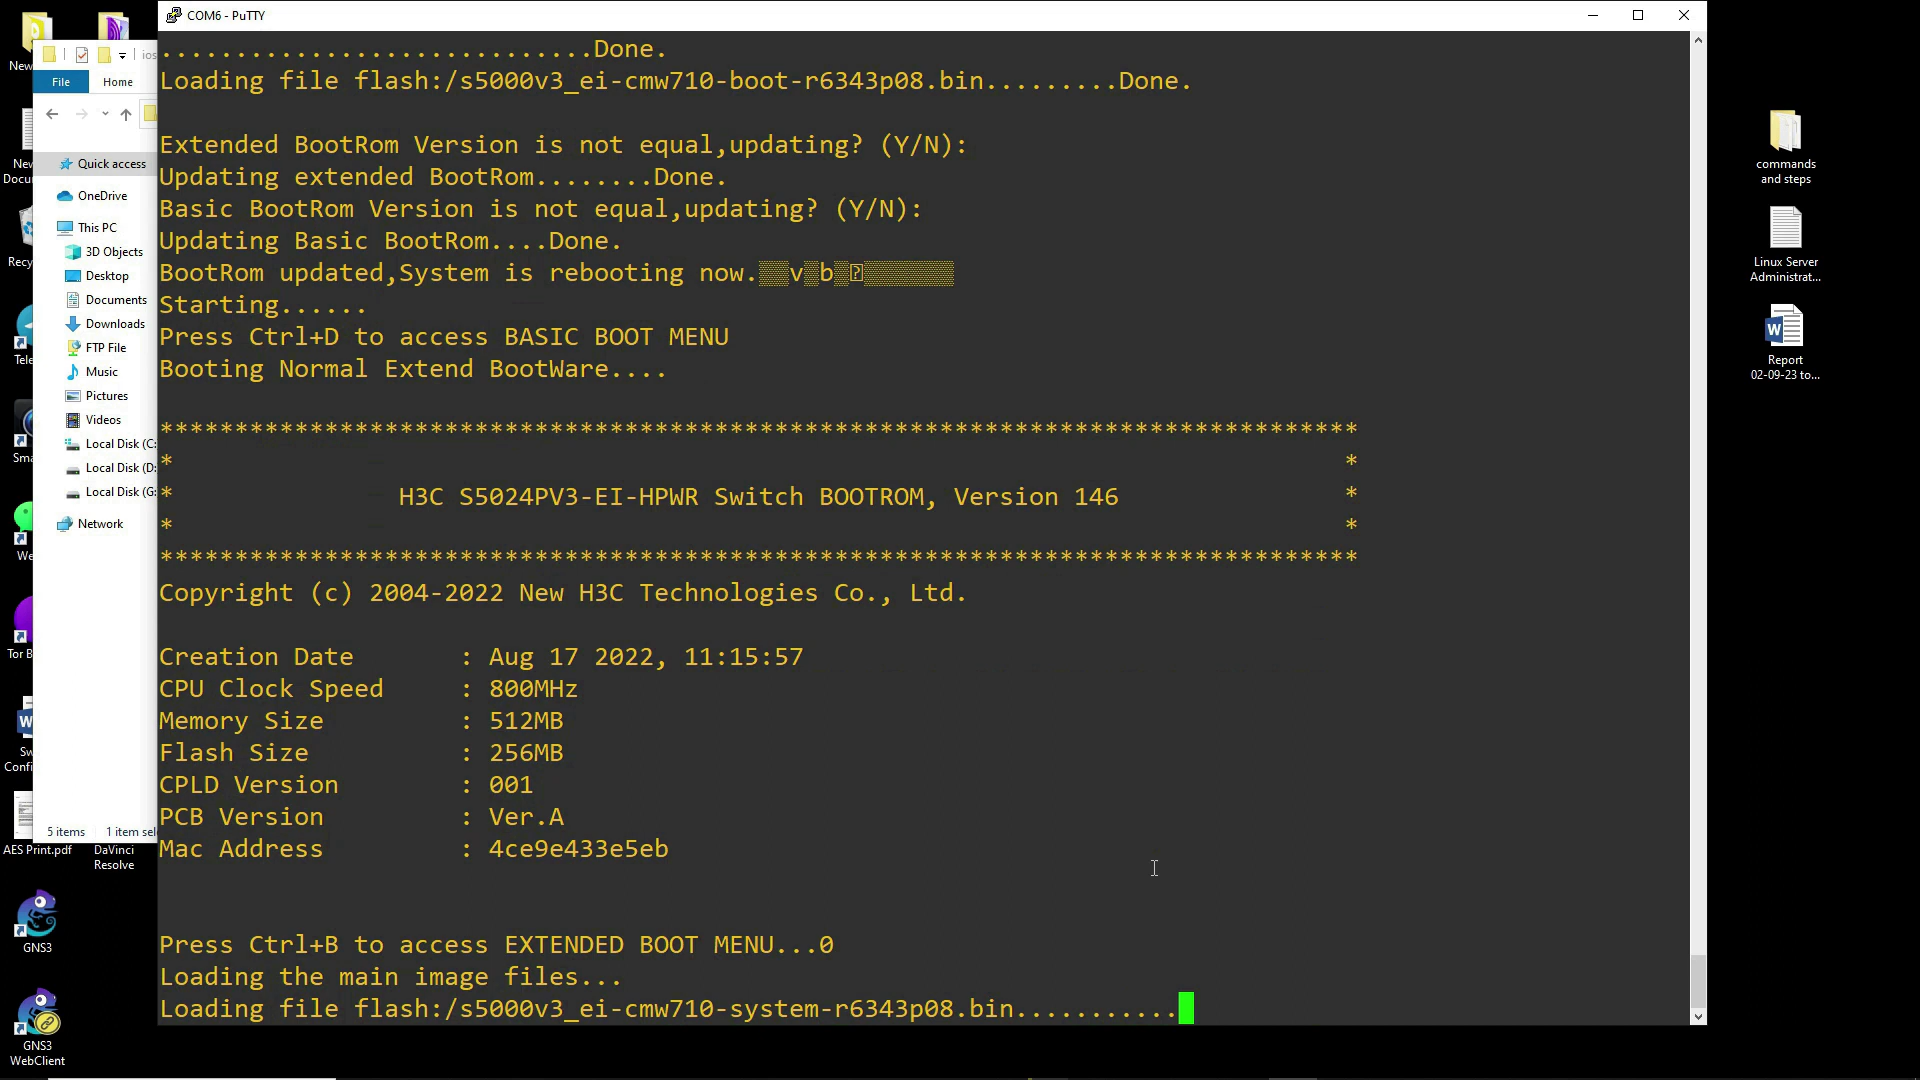 COM6 - PuTTY
..............................Done.
Loading file flash:/s5000v3_ei-cmw710-boot-r6343p08.bin.........Done.
Extended BootRom Version is not equal,updating? (Y/N):
Updating extended BootRom........Done.
Basic BootRom Version is not equal,updating? (Y/N):
Updating Basic BootRom....Done.
BootRom updated,System is rebooting now.▒▒v▒b▒▒▒▒▒▒▒
Starting......
Press Ctrl+D to access BASIC BOOT MENU
Booting Normal Extend BootWare....
********************************************************************************
* *
* H3C S5024PV3-EI-HPWR Switch BOOTROM, Version 146 *
* *
********************************************************************************
Copyright (c) 2004-2022 New H3C Technologies Co., Ltd.
Creation Date : Aug 17 2022, 11:15:57
CPU Clock Speed : 800MHz
Memory Size : 512MB
Flash Size : 256MB
CPLD Version : 001
PCB Version : Ver.A
Mac Address : 4ce9e433e5eb
Press Ctrl+B to access EXTENDED BOOT MENU...0
Loading the main image files...
Loading file flash:/s5000v3_ei-cmw710-system-r6343p08.bin...........
ios
File Home
Quick access
OneDrive
This PC
3D Objects
Desktop
Documents
Downloads
FTP File
Music
Pictures
Videos
Local Disk (C:
Local Disk (D:
Local Disk (G:
Network
5 items 1 item sel
New
New
Docu
Recy
Tele
Sma
We
Tor B
Sw
Confi
AES Print.pdf
DaVinci
Resolve
GNS3
GNS3
WebClient
commands
and steps
Linux Server
Administrat...
Report
02-09-23 to...